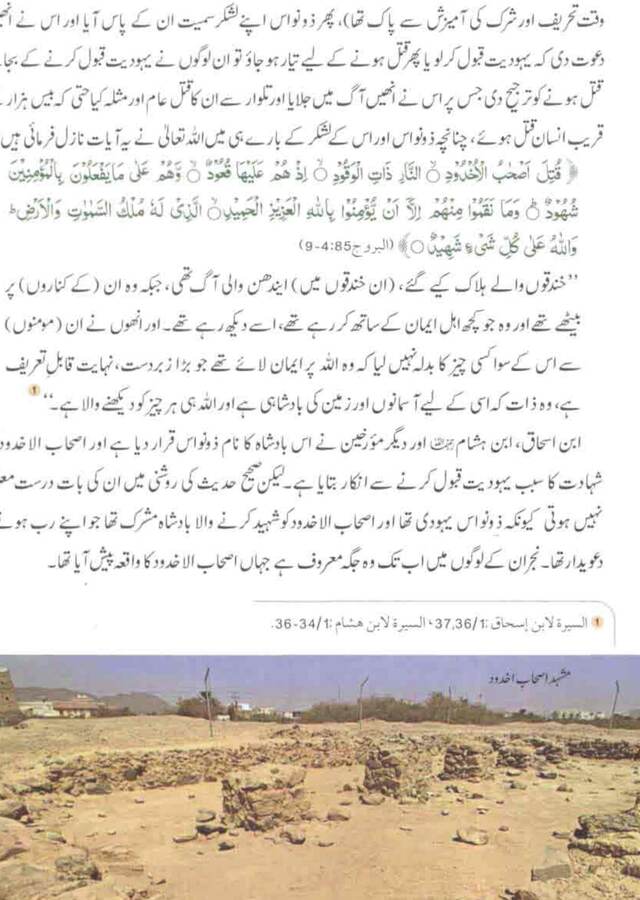 وقت تحریف اور شرک کی آمیزش سے پاک تھا)، پھر ذونواس اپنے لشکر سمیت ان کے پاس آیا اور اس نے
دعوت دی کہ یہودیت قبول کرلو یا پھر قتل ہونے کے لیے تیار ہو جاؤ تو ان لوگوں نے یہودیت قبول کرنے کے
قتل ہونے کو ترجیح دی جس پر اس نے انھیں آگ میں جلایا اور تلوار سے ان کا قتل عام اور مثلہ کیا حتی کہ بیس ہزار
قریب انسان قتل ہوئے، چنانچہ ذونواس اور اس کے لشکر کے بارے ہی میں اللہ تعالیٰ نے یہ آیات نازل فرمائی ہیں
﴿ قُتِلَ اَصْحٰبُ الْاُخْدُوْدِ ○ النَّارِ ذَاتِ الْوَقُوْدِ ○ اِذْ هُمْ عَلَيْهَا قُعُوْدٌ ○ وَّهُمْ عَلٰى مَا يَفْعَلُوْنَ بِالْمُؤْمِنِيْنَ
شُهُوْدٌ ○ وَمَا نَقَمُوْا مِنْهُمْ اِلَّا اَنْ يُّؤْمِنُوْا بِاللّٰهِ الْعَزِيْزِ الْحَمِيْدِ ○ الَّذِيْ لَهٗ مُلْكُ السَّمٰوٰتِ وَالْاَرْضِ ؕ
وَاللّٰهُ عَلٰى كُلِّ شَىْءٍ شَهِيْدٌ ○ ﴾ (البروج 85:4-9)
’’خندقوں والے ہلاک کیے گئے، (ان خندقوں میں) ایندھن والی آگ تھی، جبکہ وہ ان (کے کناروں) پر
بیٹھے تھے اور وہ جو کچھ اہل ایمان کے ساتھ کر رہے تھے، اسے دیکھ رہے تھے۔ اور انھوں نے ان (مومنوں)
سے اس کے سوا کسی چیز کا بدلہ نہیں لیا کہ وہ اللہ پر ایمان لائے تھے جو بڑا زبردست، نہایت قابلِ تعریف
ہے، وہ ذات کہ اسی کے لیے آسمانوں اور زمین کی بادشاہی ہے اور اللہ ہی ہر چیز کو دیکھنے والا ہے۔‘‘ ¹
ابن اسحاق، ابن ہشام اور دیگر مؤرخین نے اس بادشاہ کا نام ذونواس قرار دیا ہے اور اصحاب الاخدود
شہادت کا سبب یہودیت قبول کرنے سے انکار بتایا ہے۔ لیکن صحیح حدیث کی روشنی میں ان کی بات درست
نہیں ہوتی کیونکہ ذونواس یہودی تھا اور اصحاب الاخدود کو شہید کرنے والا بادشاہ مشرک تھا جو اپنے رب
دعویدار تھا۔ نجران کے لوگوں میں اب تک وہ جگہ معروف ہے جہاں اصحاب الاخدود کا واقعہ پیش آیا تھا۔
¹ السيرة لابن إسحاق: 37,36/1، السيرة لابن هشام: 34/1-36.
مشہد اصحاب اخدود